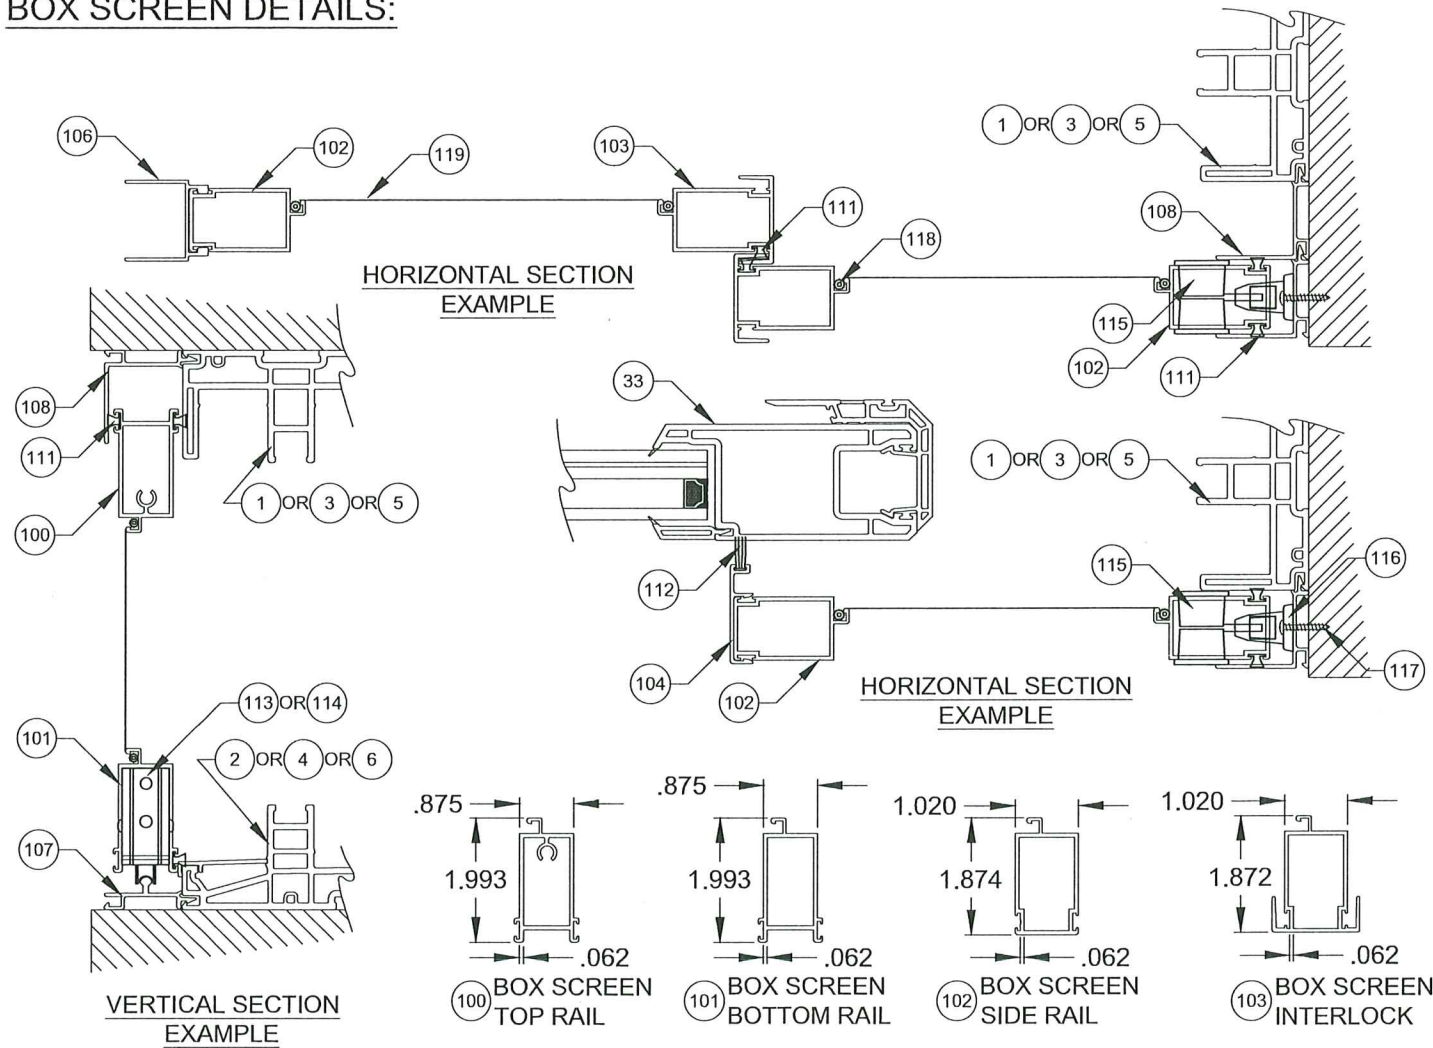 BOX SCREEN DETAILS:
106
102
119
103
111
118
1 OR 3 OR 5
108
115
102
111
HORIZONTAL SECTION
EXAMPLE
108
111
100
1 OR 3 OR 5
33
112
104
102
1 OR 3 OR 5
115
116
117
HORIZONTAL SECTION
EXAMPLE
113 OR 114
101
2 OR 4 OR 6
107
VERTICAL SECTION
EXAMPLE
.875
1.993
.062
100 BOX SCREEN
TOP RAIL
.875
1.993
.062
101 BOX SCREEN
BOTTOM RAIL
1.020
1.874
.062
102 BOX SCREEN
SIDE RAIL
1.020
1.872
.062
103 BOX SCREEN
INTERLOCK